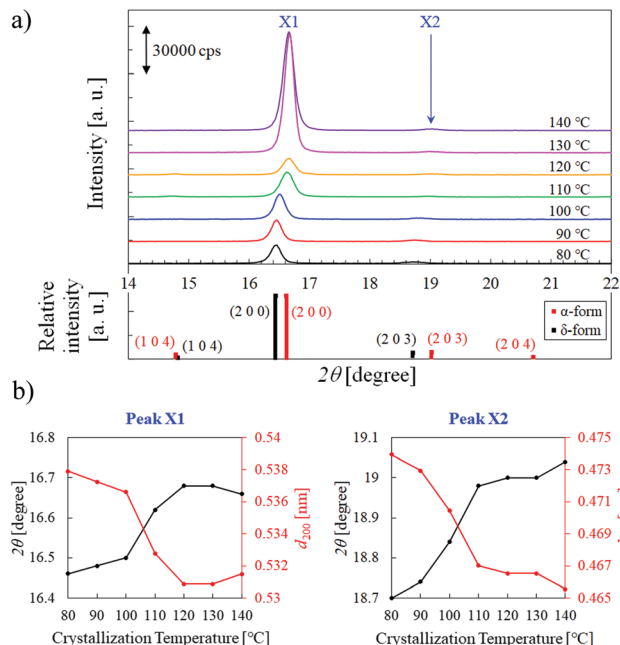 a)
X1
X2
30000 cps
Intensity [a. u.]
140 ℃
130 ℃
120 ℃
110 ℃
100 ℃
90 ℃
80 ℃
14 15 16 17 18 19 20 21 22
Relative
intensity
[a. u.]
(1 0 4)
(1 0 4)
(2 0 0)
(2 0 0)
(2 0 3)
(2 0 3)
(2 0 4)
α-form
δ-form
2θ [degree]
b)
Peak X1
16.8
16.7
16.6
16.5
16.4
2θ [degree]
0.54
0.538
0.536
0.534
0.532
0.531
0.53
d200 [nm]
80 90 100 110 120 130 140
Crystallization Temperature [℃]
Peak X2
19.1
19
18.9
18.8
18.7
2θ [degree]
0.475
0.473
0.471
0.469
0.467
0.465
80 90 100 110 120 130 140
Crystallization Temperature [℃]